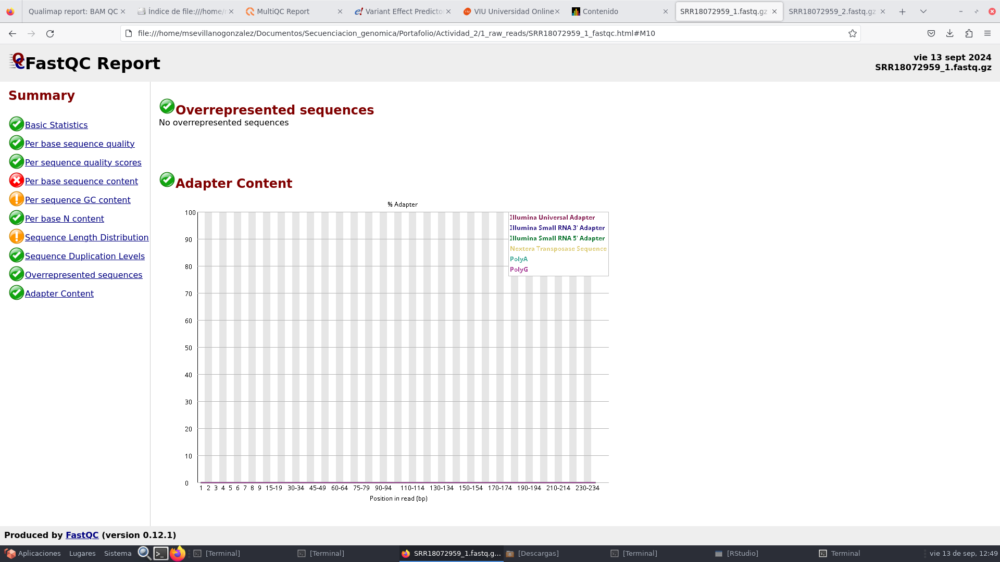 Qualimap report: BAM QC
Índice de file:///home/
MultiQC Report
Variant Effect Predicto
VIU Universidad Online
Contenido
SRR18072959_1.fastq.gz
SRR18072959_2.fastq.gz
file:///home/msevillanogonzalez/Documentos/Secuenciacion_genomica/Portafolio/Actividad_2/1_raw_reads/SRR18072959_1_fastqc.html#M10
FastQC Report
vie 13 sept 2024
SRR18072959_1.fastq.gz
Summary
Basic Statistics
Per base sequence quality
Per sequence quality scores
Per base sequence content
Per sequence GC content
Per base N content
Sequence Length Distribution
Sequence Duplication Levels
Overrepresented sequences
Adapter Content
Overrepresented sequences
No overrepresented sequences
Adapter Content
% Adapter
Illumina Universal Adapter
Illumina Small RNA 3' Adapter
Illumina Small RNA 5' Adapter
Nextera Transposase Sequence
PolyA
PolyG
100
90
80
70
60
50
40
30
20
10
0
1 2 3 4 5 6 7 8 9 15-19 30-34 45-49 60-64 75-79 90-94 110-114 130-134 150-154 170-174 190-194 210-214 230-234
Position in read (bp)
Produced by FastQC (version 0.12.1)
Aplicaciones Lugares Sistema [Terminal] [Terminal] SRR18072959_1.fastq.g... [Descargas] [Terminal] [RStudio] Terminal vie 13 de sep, 12:49